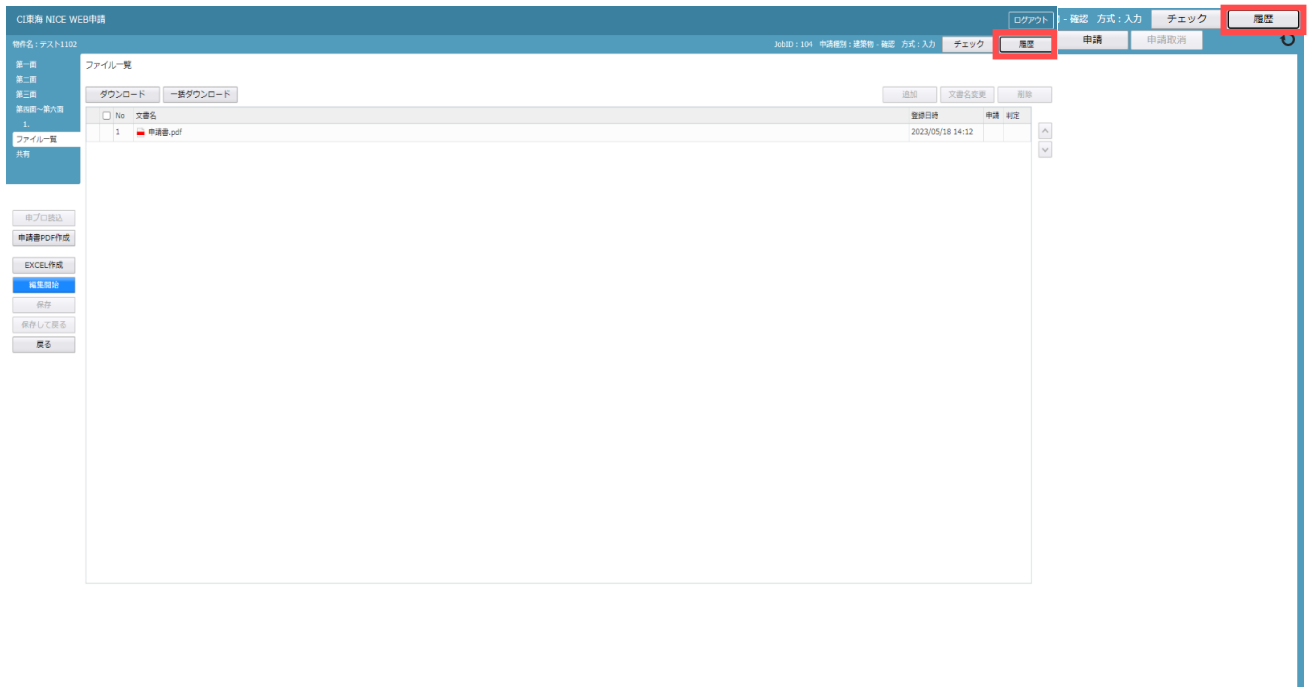 CI東海 NICE WEB申請
ログアウト
- 確認 方式：入力 チェック 履歴
物件名：テスト1102
JobID：104 申請種別：建築物 - 確認 方式：入力 チェック 履歴
申請 申請取消
第一面
第二面
第三面
第四面～第六面
1.
ファイル一覧
共有
申プロ読込
申請書PDF作成
EXCEL作成
編集開始
保存
保存して戻る
戻る
ファイル一覧
ダウンロード 一括ダウンロード 追加 文書名変更 削除
No 文書名 登録日時 申請 判定
1 申請書.pdf 2023/05/18 14:12